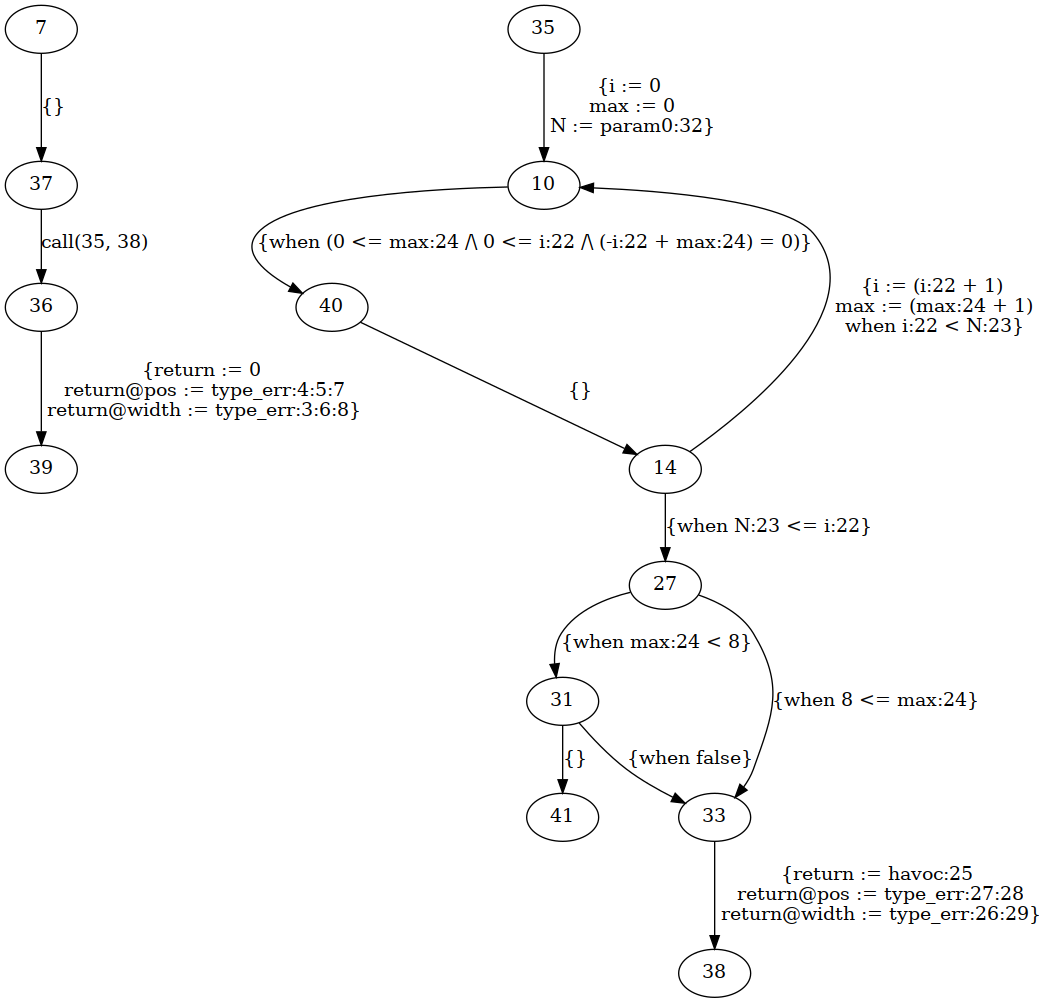 7
35
{}
{i := 0
max := 0
N := param0:32}
37
10
call(35, 38)
{when (0 <= max:24 /\ 0 <= i:22 /\ (-i:22 + max:24) = 0)}
36
40
{i := (i:22 + 1)
max := (max:24 + 1)
when i:22 < N:23}
{return := 0
return@pos := type_err:4:5:7
return@width := type_err:3:6:8}
{}
39
14
{when N:23 <= i:22}
27
{when max:24 < 8}
31
{when 8 <= max:24}
{}
{when false}
41
33
{return := havoc:25
return@pos := type_err:27:28
return@width := type_err:26:29}
38